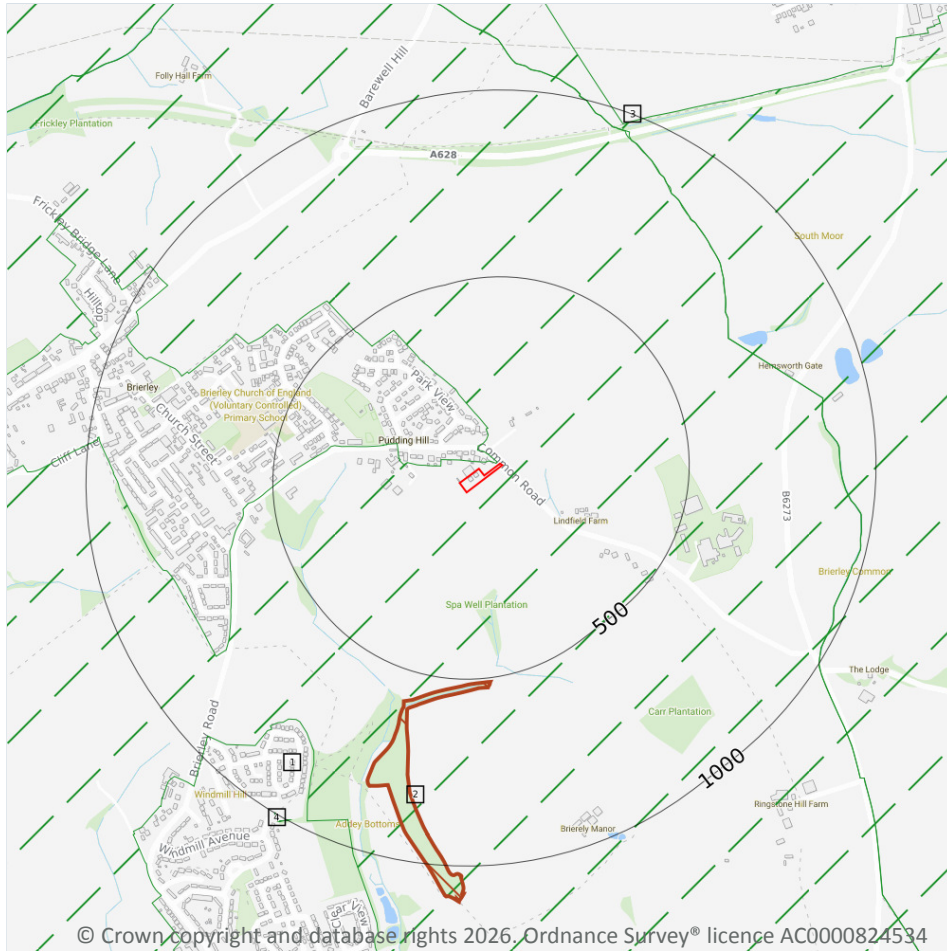 Folly Hall Farm
Barewell Hill
3
Frickley Plantation
A628
Frickley Bridge Lane
Hilltop
South Moor
Hemsworth Gate
Park View
Brierley
Brierley Church of England
(Voluntary Controlled)
Primary School
Church Street
Pudding Hill
Cliff Lane
Common Road
B6273
Lindfield Farm
Brierley Common
Spa Well Plantation
500
The Lodge
Carr Plantation
Brierley Road
1
1000
Windmill Hill
2
Ringstone Hill Farm
4
Addey Bottoms
Brierely Manor
Windmill Avenue
ear View
© Crown copyright and database rights 2026. Ordnance Survey® licence AC0000824534